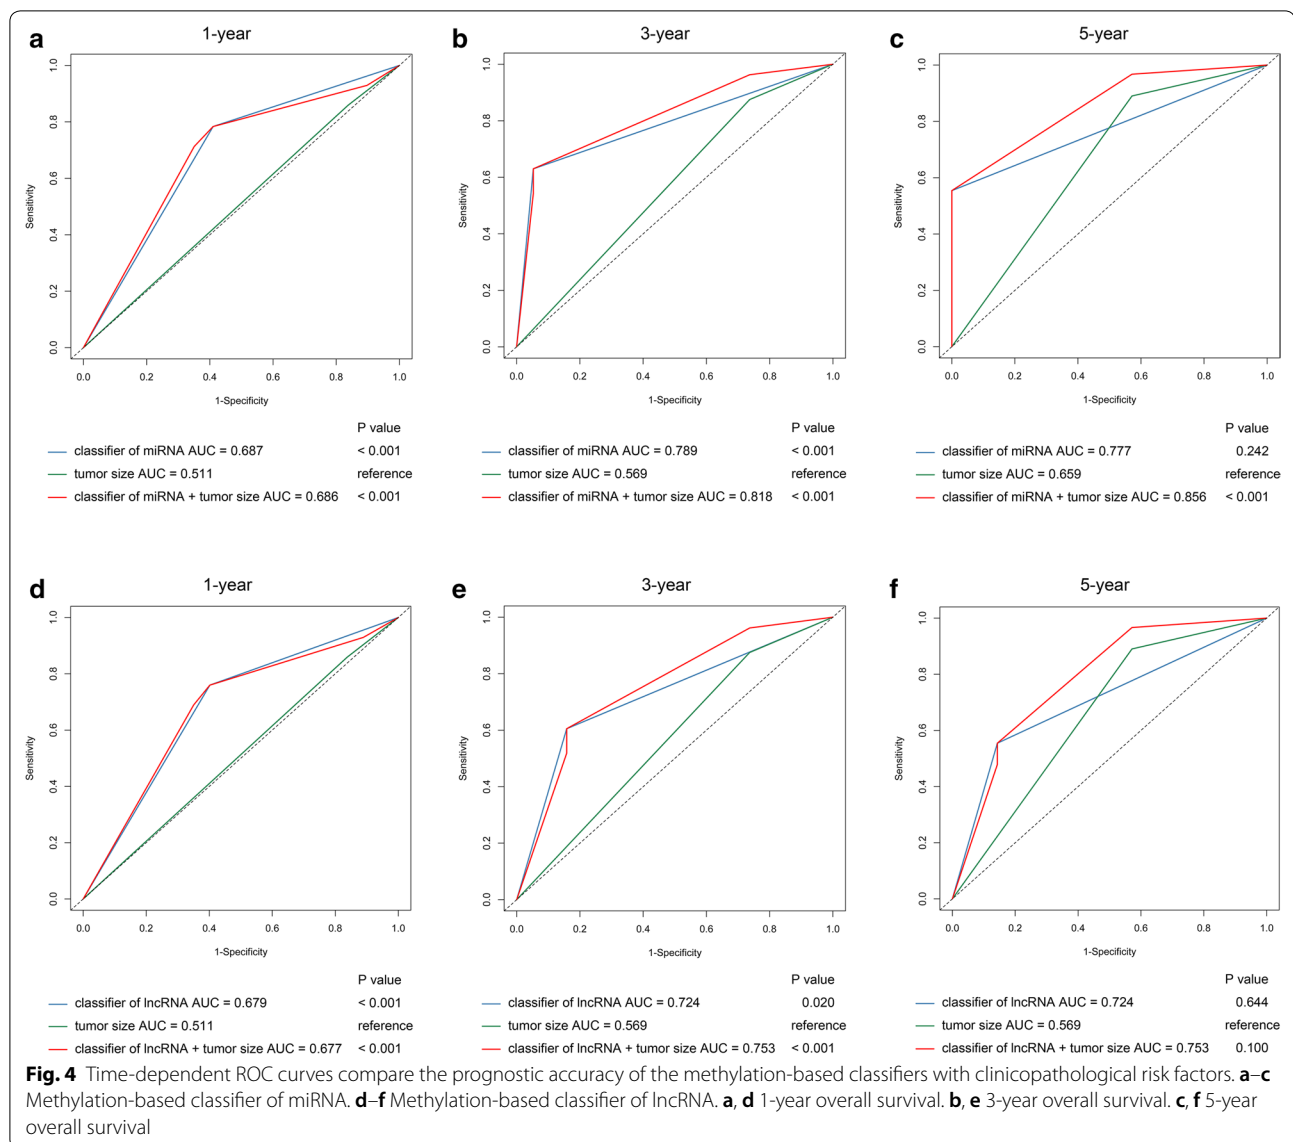 a
1-year
Sensitivity
0.0
0.2
0.4
0.6
0.8
1.0
0.0 0.2 0.4 0.6 0.8 1.0
1-Specificity
P value
classifier of miRNA AUC = 0.687 < 0.001
tumor size AUC = 0.511 reference
classifier of miRNA + tumor size AUC = 0.686 < 0.001
b
3-year
Sensitivity
0.0
0.2
0.4
0.6
0.8
1.0
0.0 0.2 0.4 0.6 0.8 1.0
1-Specificity
P value
classifier of miRNA AUC = 0.789 < 0.001
tumor size AUC = 0.569 reference
classifier of miRNA + tumor size AUC = 0.818 < 0.001
c
5-year
Sensitivity
0.0
0.2
0.4
0.6
0.8
1.0
0.0 0.2 0.4 0.6 0.8 1.0
1-Specificity
P value
classifier of miRNA AUC = 0.777 0.242
tumor size AUC = 0.659 reference
classifier of miRNA + tumor size AUC = 0.856 < 0.001
d
1-year
Sensitivity
0.0
0.2
0.4
0.6
0.8
1.0
0.0 0.2 0.4 0.6 0.8 1.0
1-Specificity
P value
classifier of lncRNA AUC = 0.679 < 0.001
tumor size AUC = 0.511 reference
classifier of lncRNA + tumor size AUC = 0.677 < 0.001
e
3-year
Sensitivity
0.0
0.2
0.4
0.6
0.8
1.0
0.0 0.2 0.4 0.6 0.8 1.0
1-Specificity
P value
classifier of lncRNA AUC = 0.724 0.020
tumor size AUC = 0.569 reference
classifier of lncRNA + tumor size AUC = 0.753 < 0.001
f
5-year
Sensitivity
0.0
0.2
0.4
0.6
0.8
1.0
0.0 0.2 0.4 0.6 0.8 1.0
1-Specificity
P value
classifier of lncRNA AUC = 0.724 0.644
tumor size AUC = 0.569 reference
classifier of lncRNA + tumor size AUC = 0.753 0.100
Fig. 4 Time-dependent ROC curves compare the prognostic accuracy of the methylation-based classifiers with clinicopathological risk factors. a–c
Methylation-based classifier of miRNA. d–f Methylation-based classifier of lncRNA. a, d 1-year overall survival. b, e 3-year overall survival. c, f 5-year
overall survival